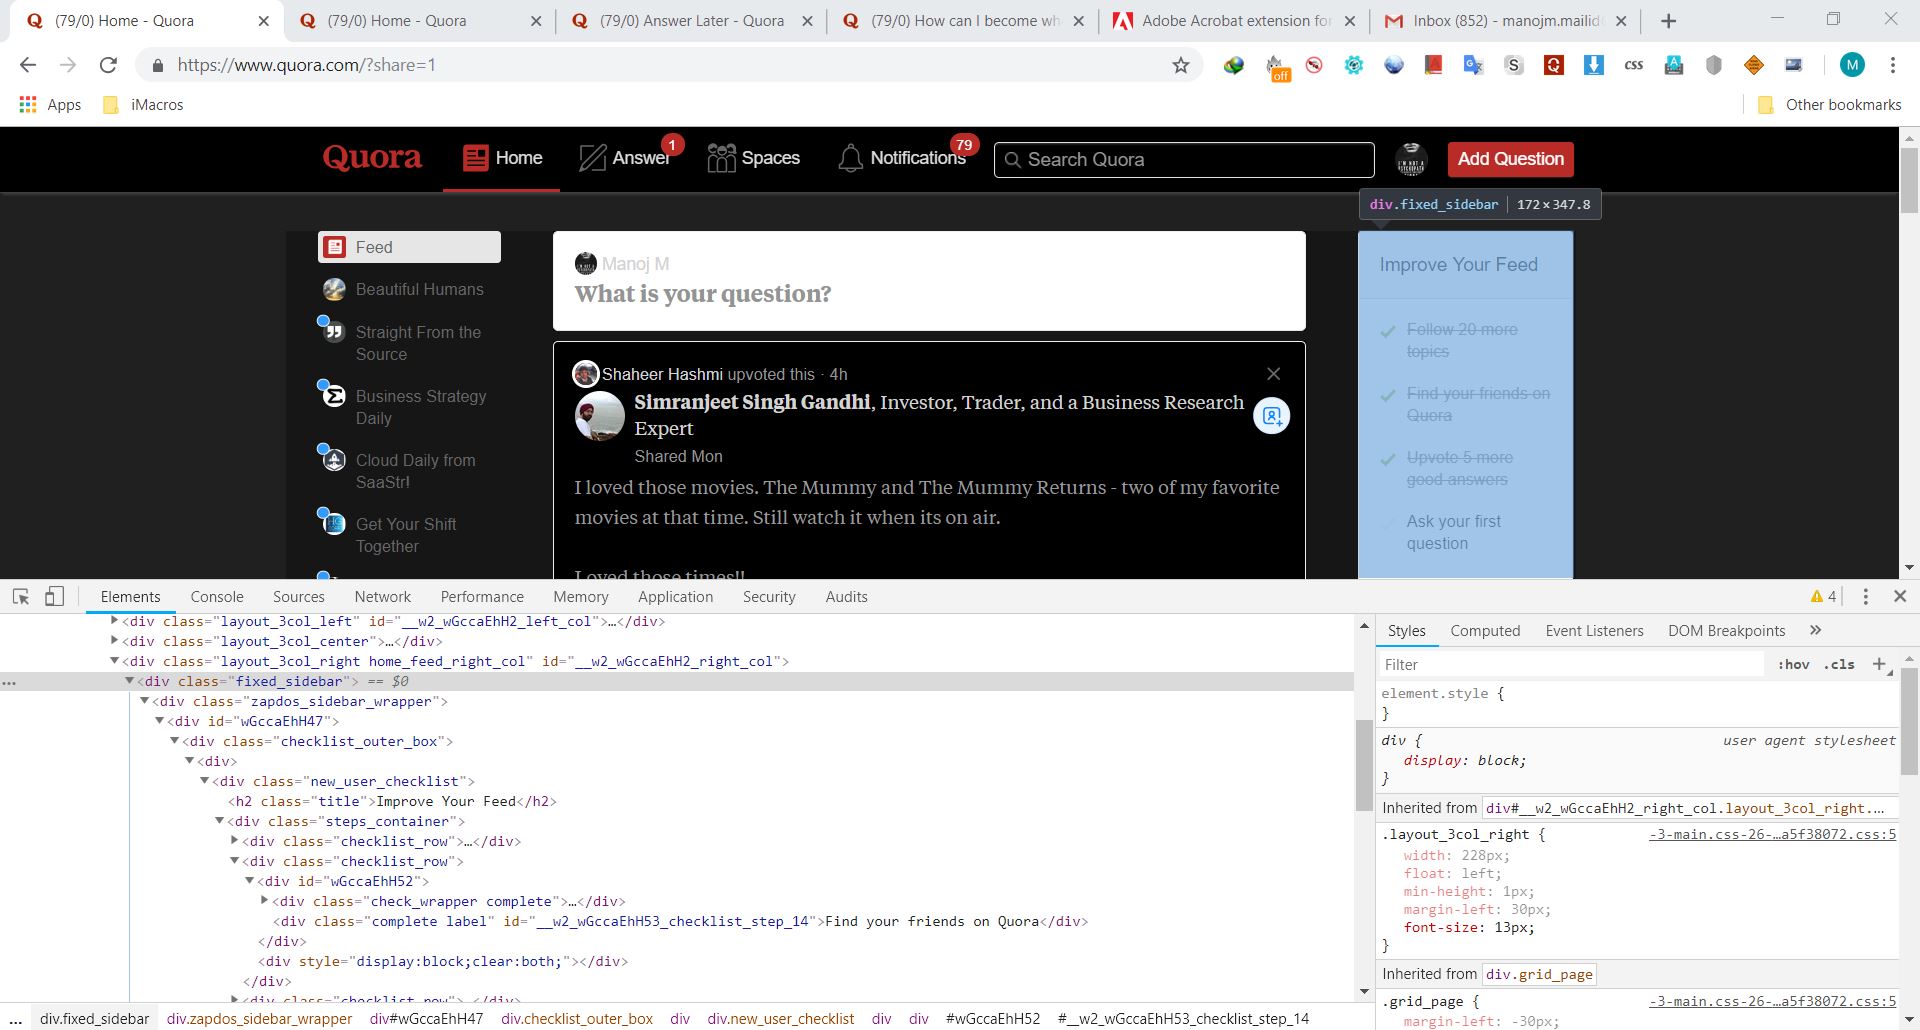 (79/0) Home - Quora
(79/0) Home - Quora
(79/0) Answer Later - Quora
(79/0) How can I become wh
Adobe Acrobat extension for
Inbox (852) - manojm.mailid
https://www.quora.com/?share=1
off
S
Q
css
M
Apps
iMacros
Other bookmarks
Quora
Home
Answer
1
Spaces
Notifications
79
Search Quora
Add Question
div.fixed_sidebar
172×347.8
Feed
Beautiful Humans
Straight From the
Source
Business Strategy
Daily
Cloud Daily from
SaaStr!
Get Your Shift
Together
Manoj M
What is your question?
Shaheer Hashmi upvoted this · 4h
Simranjeet Singh Gandhi, Investor, Trader, and a Business Research
Expert
Shared Mon
I loved those movies. The Mummy and The Mummy Returns - two of my favorite
movies at that time. Still watch it when its on air.
Loved those times!!
Improve Your Feed
Follow 20 more
topics
Find your friends on
Quora
Upvote 5 more
good answers
Ask your first
question
Elements
Console
Sources
Network
Performance
Memory
Application
Security
Audits
4
<div class="layout_3col_left" id="__w2_wGccaEhH2_left_col">…</div>
<div class="layout_3col_center">…</div>
<div class="layout_3col_right home_feed_right_col" id="__w2_wGccaEhH2_right_col">
<div class="fixed_sidebar"> == $0
<div class="zapdos_sidebar_wrapper">
<div id="wGccaEhH47">
<div class="checklist_outer_box">
<div>
<div class="new_user_checklist">
<h2 class="title">Improve Your Feed</h2>
<div class="steps_container">
<div class="checklist_row">…</div>
<div class="checklist_row">
<div id="wGccaEhH52">
<div class="check_wrapper complete">…</div>
<div class="complete label" id="__w2_wGccaEhH53_checklist_step_14">Find your friends on Quora</div>
</div>
<div style="display:block;clear:both;"></div>
</div>
<div class="checklist_row">…</div>
... div.fixed_sidebar div.zapdos_sidebar_wrapper div#wGccaEhH47 div.checklist_outer_box div div.new_user_checklist div div #wGccaEhH52 #__w2_wGccaEhH53_checklist_step_14
Styles
Computed
Event Listeners
DOM Breakpoints
»
Filter
:hov .cls +
element.style {
}
div {
user agent stylesheet
display: block;
}
Inherited from div#__w2_wGccaEhH2_right_col.layout_3col_right.…
.layout_3col_right {
-3-main.css-26-…a5f38072.css:5
width: 228px;
float: left;
min-height: 1px;
margin-left: 30px;
font-size: 13px;
}
Inherited from div.grid_page
.grid_page {
-3-main.css-26-…a5f38072.css:5
margin-left: -30px;